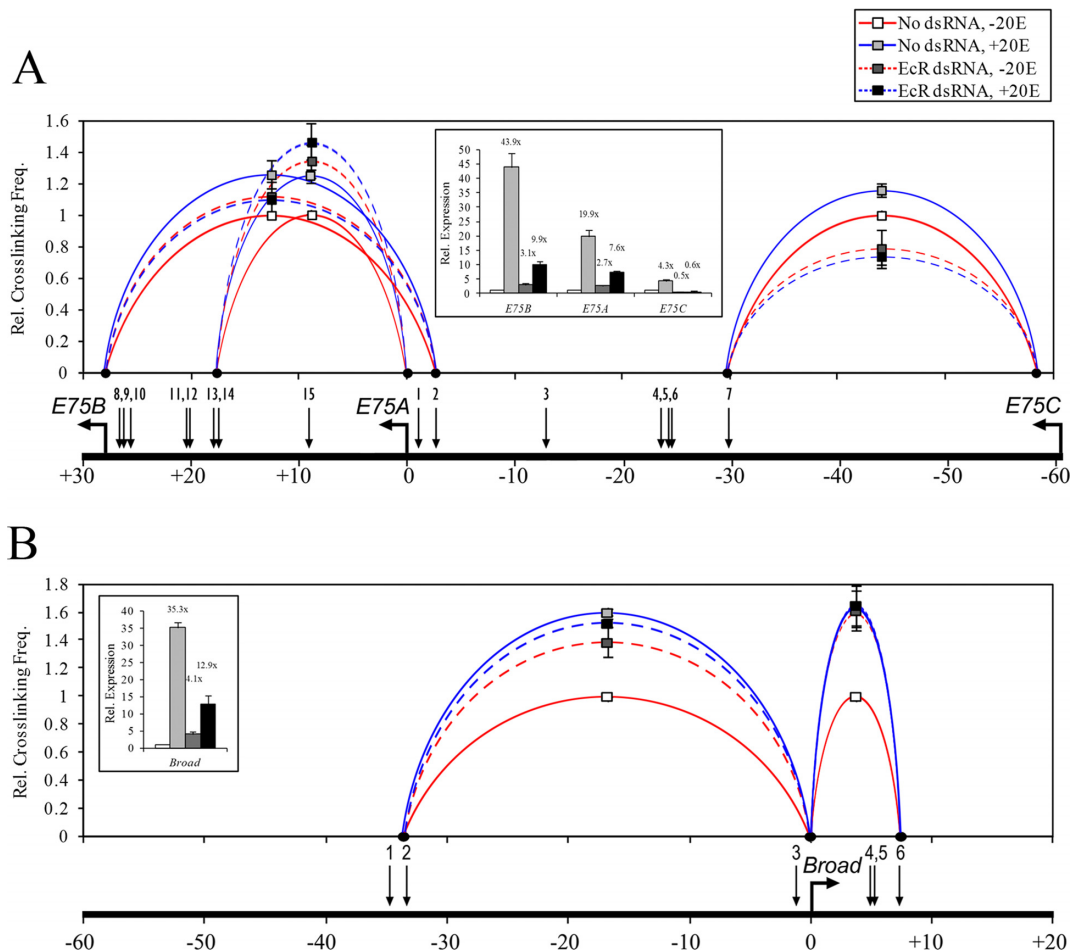 No dsRNA, -20E
No dsRNA, +20E
EcR dsRNA, -20E
EcR dsRNA, +20E
A
Rel. Crosslinking Freq.
1.6
1.4
1.2
1
0.8
0.6
0.4
0.2
0
Rel. Expression
50
45
40
35
30
25
20
15
10
5
0
43.9x
3.1x
9.9x
19.9x
2.7x
7.6x
4.3x
0.5x
0.6x
E75B E75A E75C
8,9,10 11,12 13,14 15 1 2 3 4,5,6 7
E75B E75A E75C
+30 +20 +10 0 -10 -20 -30 -40 -50 -60
B
Rel. Crosslinking Freq.
1.8
1.6
1.4
1.2
1
0.8
0.6
0.4
0.2
0
Rel. Expression
40
35
30
25
20
15
10
5
0
35.3x
4.1x
12.9x
Broad
1 2 3 4,5 6
Broad
-60 -50 -40 -30 -20 -10 0 +10 +20